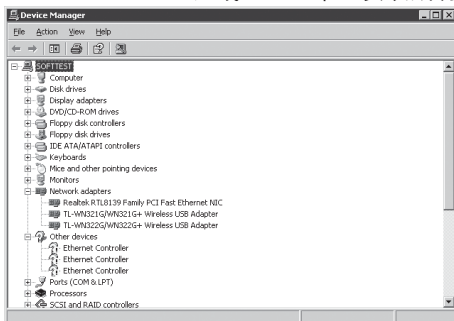 Device Manager
File Action View Help
SOFTTEST
Computer
Disk drives
Display adapters
DVD/CD-ROM drives
Floppy disk controllers
Floppy disk drives
IDE ATA/ATAPI controllers
Keyboards
Mice and other pointing devices
Monitors
Network adapters
Realtek RTL8139 Family PCI Fast Ethernet NIC
TL-WN321G/WN321G+ Wireless USB Adapter
TL-WN322G/WN322G+ Wireless USB Adapter
Other devices
Ethernet Controller
Ethernet Controller
Ethernet Controller
Ports (COM & LPT)
Processors
SCSI and RAID controllers